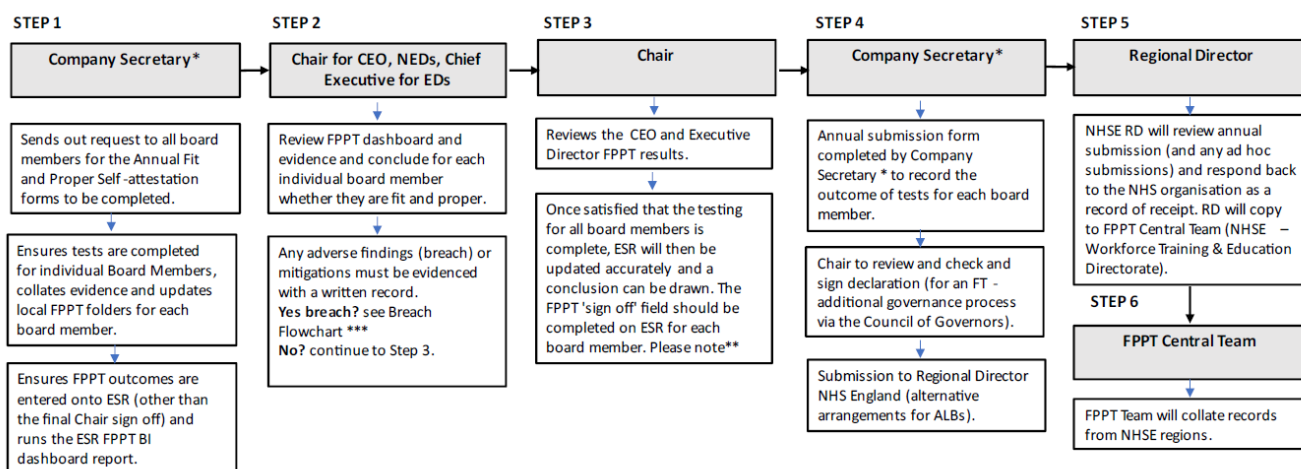 STEP 1
Company Secretary*
Sends out request to all board
members for the Annual Fit
and Proper Self -attestation
forms to be completed.
Ensures tests are completed
for individual Board Members,
collates evidence and updates
local FPPT folders for each
board member.
Ensures FPPT outcomes are
entered onto ESR (other than
the final Chair sign off) and
runs the ESR FPPT BI
dashboard report.
STEP 2
Chair for CEO, NEDs, Chief
Executive for EDs
Review FPPT dashboard and
evidence and conclude for each
individual board member
whether they are fit and proper.
Any adverse findings (breach) or
mitigations must be evidenced
with a written record.
Yes breach? see Breach
Flowchart ***
No? continue to Step 3.
STEP 3
Chair
Reviews the CEO and Executive
Director FPPT results.
Once satisfied that the testing
for all board members is
complete, ESR will then be
updated accurately and a
conclusion can be drawn. The
FPPT 'sign off' field should be
completed on ESR for each
board member. Please note**
STEP 4
Company Secretary*
Annual submission form
completed by Company
Secretary * to record the
outcome of tests for each board
member.
Chair to review and check and
sign declaration (for an FT -
additional governance process
via the Council of Governors).
Submission to Regional Director
NHS England (alternative
arrangements for ALBs).
STEP 5
Regional Director
NHSE RD will review annual
submission (and any ad hoc
submissions) and respond back
to the NHS organisation as a
record of receipt. RD will copy
to FPPT Central Team (NHSE –
Workforce Training & Education
Directorate).
STEP 6
FPPT Central Team
FPPT Team will collate records
from NHSE regions.